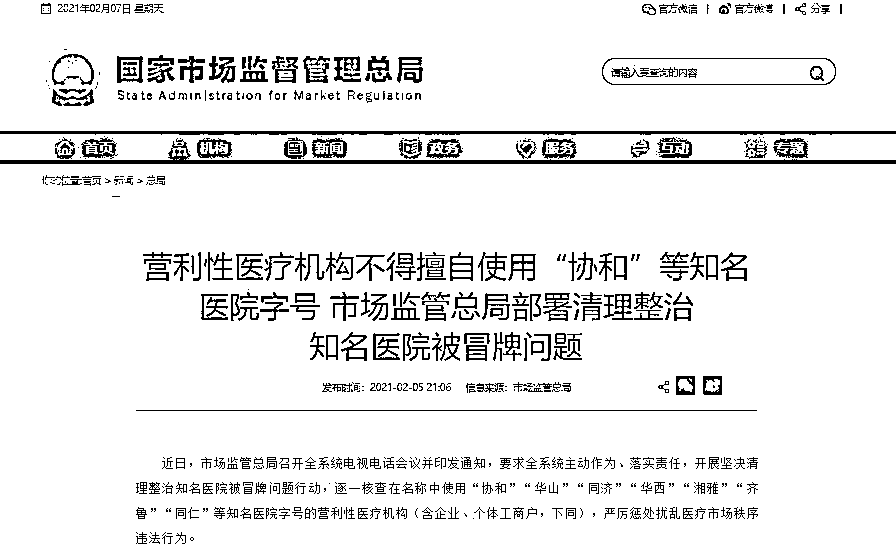 2021年02月07日 星期天
官方微信 | 官方微博 | 分享 |
国家市场监督管理总局
State Administration for Market Regulation
请输入要查询的内容
首页 机构 新闻 政务 服务 互动 专题
你的位置:首页 > 新闻 > 总局
营利性医疗机构不得擅自使用“协和”等知名
医院字号 市场监管总局部署清理整治
知名医院被冒牌问题
发布时间：2021-02-05 21:06 信息来源：市场监管总局
近日，市场监管总局召开全系统电视电话会议并印发通知，要求全系统主动作为、落实责任，开展坚决清
理整治知名医院被冒牌问题行动，逐一核查在名称中使用“协和”“华山”“同济”“华西”“湘雅”“齐
鲁”“同仁”等知名医院字号的营利性医疗机构（含企业、个体工商户，下同），严厉惩处扰乱医疗市场秩序
违法行为。